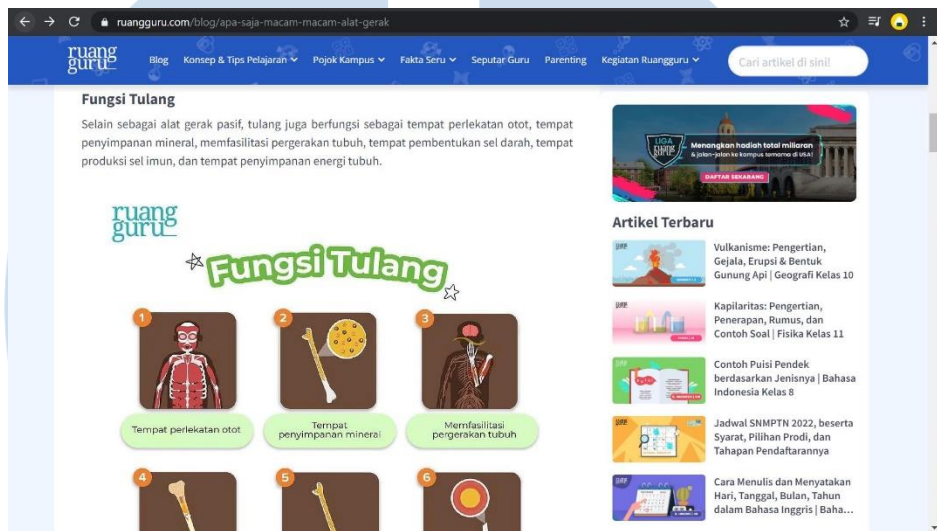 ruangguru.com/blog/apa-saja-macam-macam-alat-gerak
ruang
guru
Blog Konsep & Tips Pelajaran Pojok Kampus Fakta Seru Seputar Guru Parenting Kegiatan Ruangguru Cari artikel di sini!
Fungsi Tulang
Selain sebagai alat gerak pasif, tulang juga berfungsi sebagai tempat perlekatan otot, tempat
penyimpanan mineral, memfasilitasi pergerakan tubuh, tempat pembentukan sel darah, tempat
produksi sel imun, dan tempat penyimpanan energi tubuh.
ruang
guru
Fungsi Tulang
1
2
3
Tempat perlekatan otot
Tempat
penyimpanan mineral
Memfasilitasi
pergerakan tubuh
4
5
6
LIGA
RUANG
GURU
Menangkan hadiah total miliaran
& jalan-jalan ke kampus ternama di USA!
DAFTAR SEKARANG
Artikel Terbaru
Vulkanisme: Pengertian,
Gejala, Erupsi & Bentuk
Gunung Api | Geografi Kelas 10
Kapilaritas: Pengertian,
Penerapan, Rumus, dan
Contoh Soal | Fisika Kelas 11
Contoh Puisi Pendek
berdasarkan Jenisnya | Bahasa
Indonesia Kelas 8
Jadwal SNMPTN 2022, beserta
Syarat, Pilihan Prodi, dan
Tahapan Pendaftarannya
Cara Menulis dan Menyatakan
Hari, Tanggal, Bulan, Tahun
dalam Bahasa Inggris | Baha...